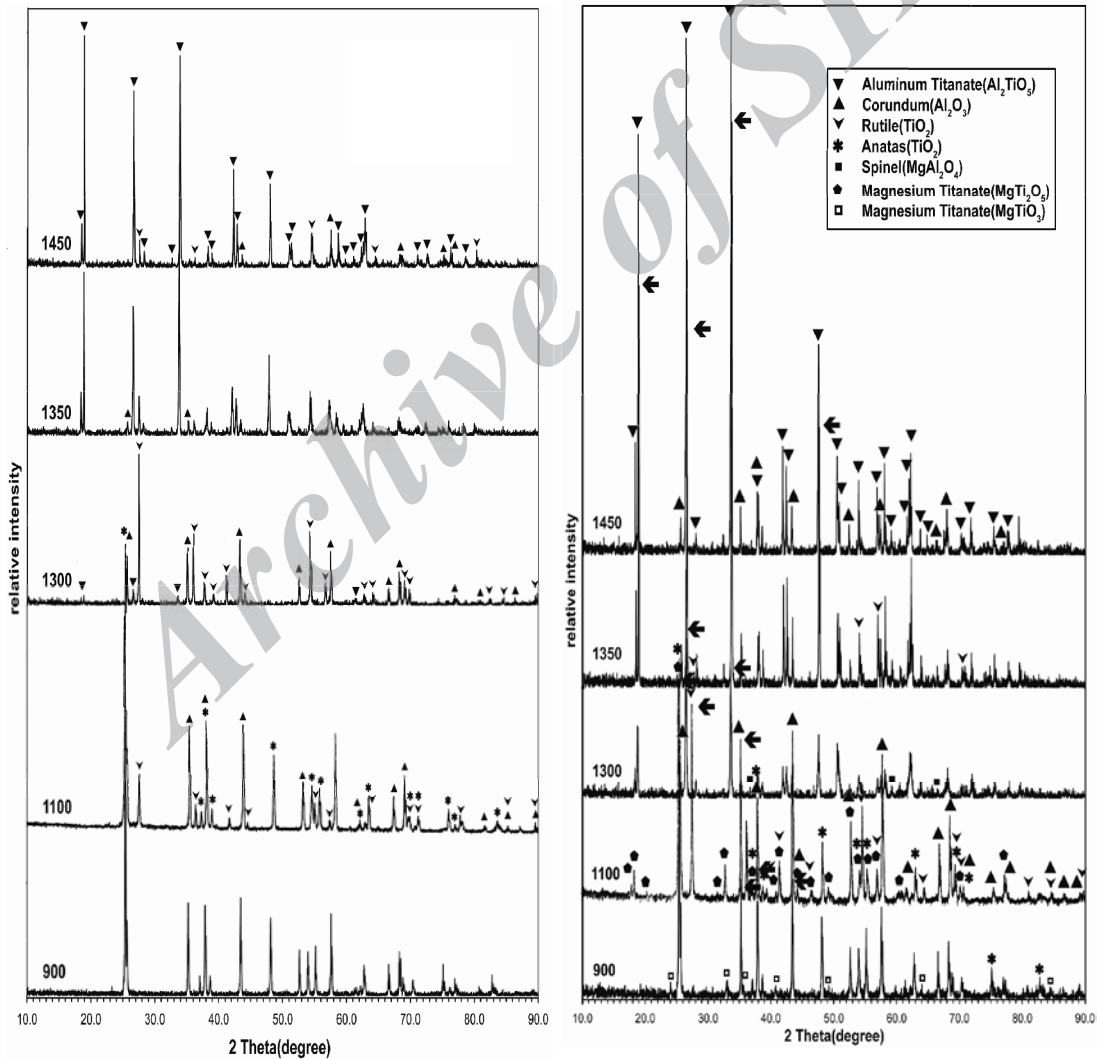 relative intensity
1450
1350
1300
1100
900
10.0 20.0 30.0 40.0 50.0 60.0 70.0 80.0 90.0
2 Theta(degree)
relative intensity
Aluminum Titanate(Al₂TiO₅)
Corundum(Al₂O₃)
Rutile(TiO₂)
Anatas(TiO₂)
Spinel(MgAl₂O₄)
Magnesium Titanate(MgTi₂O₅)
Magnesium Titanate(MgTiO₃)
1450
1350
1300
1100
900
10.0 20.0 30.0 40.0 50.0 60.0 70.0 80.0 90.0
2 Theta(degree)
Archive of SI